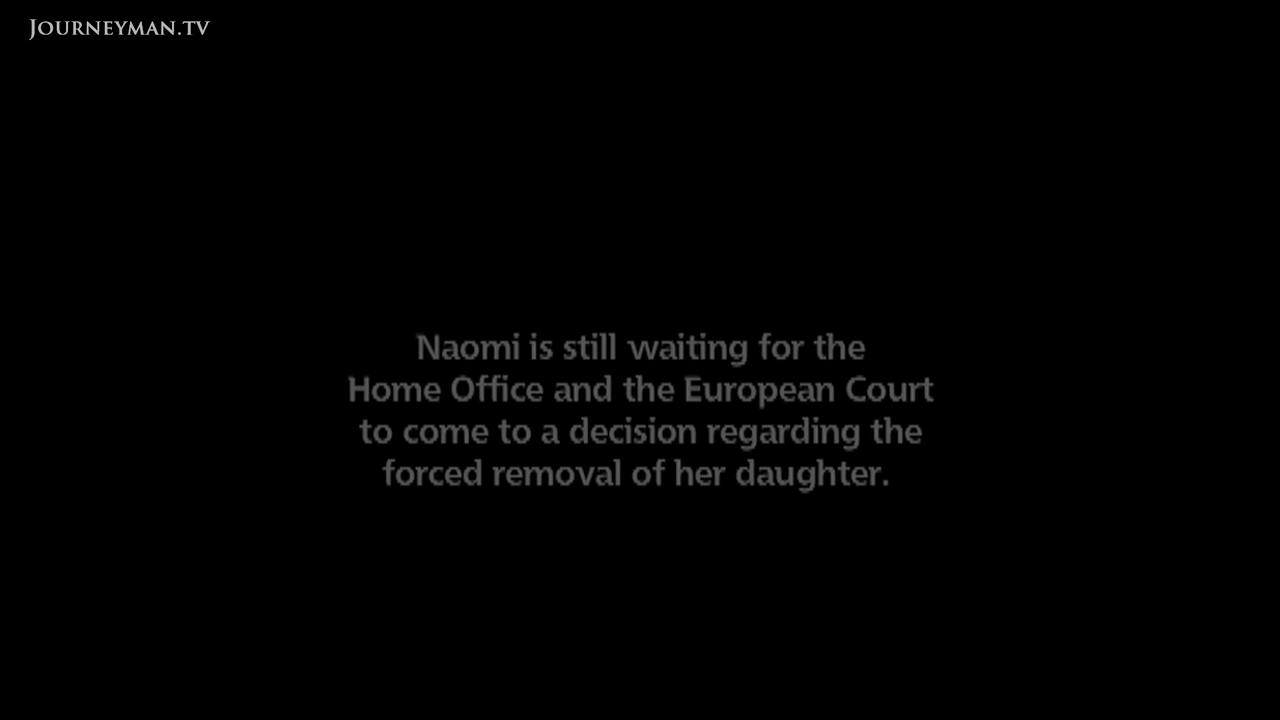 JOURNEYMAN.TV
Naomi is still waiting for the
Home Office and the European Court
to come to a decision regarding the
forced removal of her daughter.